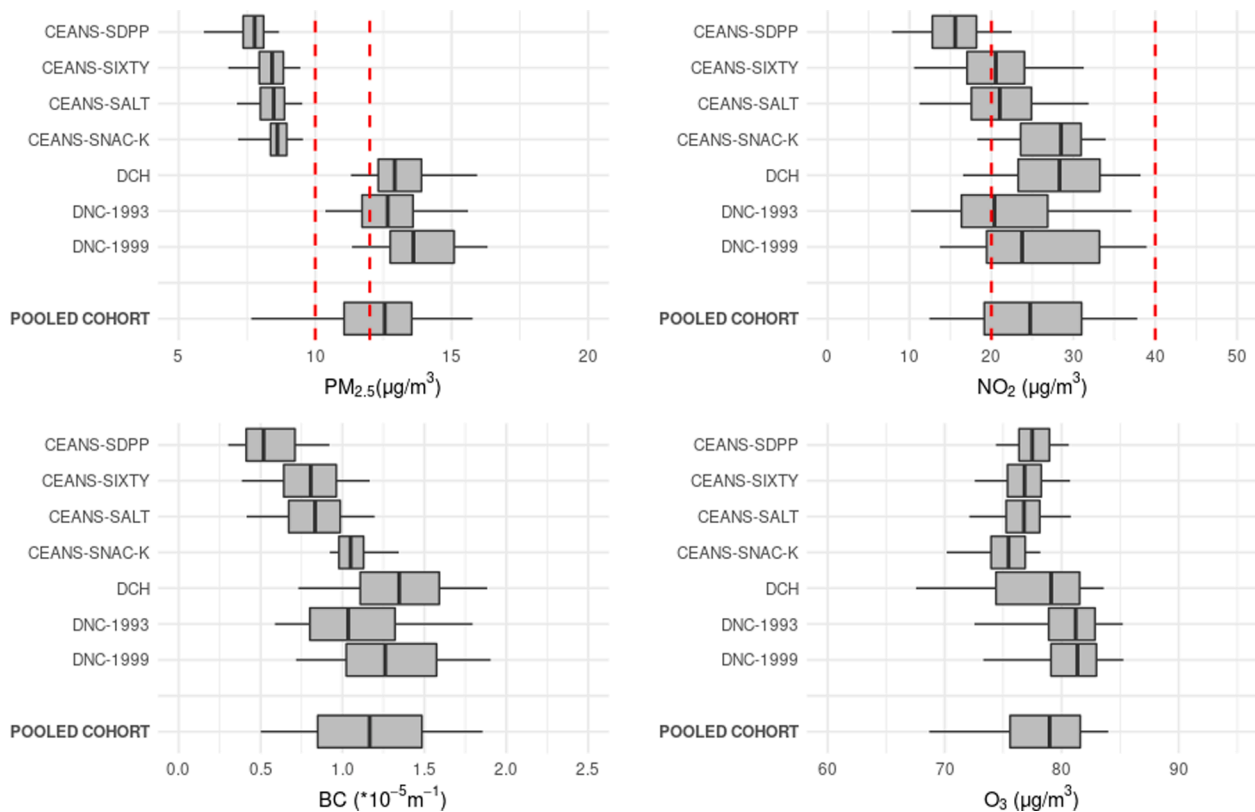 CEANS-SDPP
CEANS-SIXTY
CEANS-SALT
CEANS-SNAC-K
DCH
DNC-1993
DNC-1999
POOLED COHORT
5 10 15 20
PM2.5(µg/m³)
CEANS-SDPP
CEANS-SIXTY
CEANS-SALT
CEANS-SNAC-K
DCH
DNC-1993
DNC-1999
POOLED COHORT
0 10 20 30 40 50
NO₂ (µg/m³)
CEANS-SDPP
CEANS-SIXTY
CEANS-SALT
CEANS-SNAC-K
DCH
DNC-1993
DNC-1999
POOLED COHORT
0.0 0.5 1.0 1.5 2.0 2.5
BC (*10⁻⁵m⁻¹)
CEANS-SDPP
CEANS-SIXTY
CEANS-SALT
CEANS-SNAC-K
DCH
DNC-1993
DNC-1999
POOLED COHORT
60 70 80 90
O₃ (µg/m³)